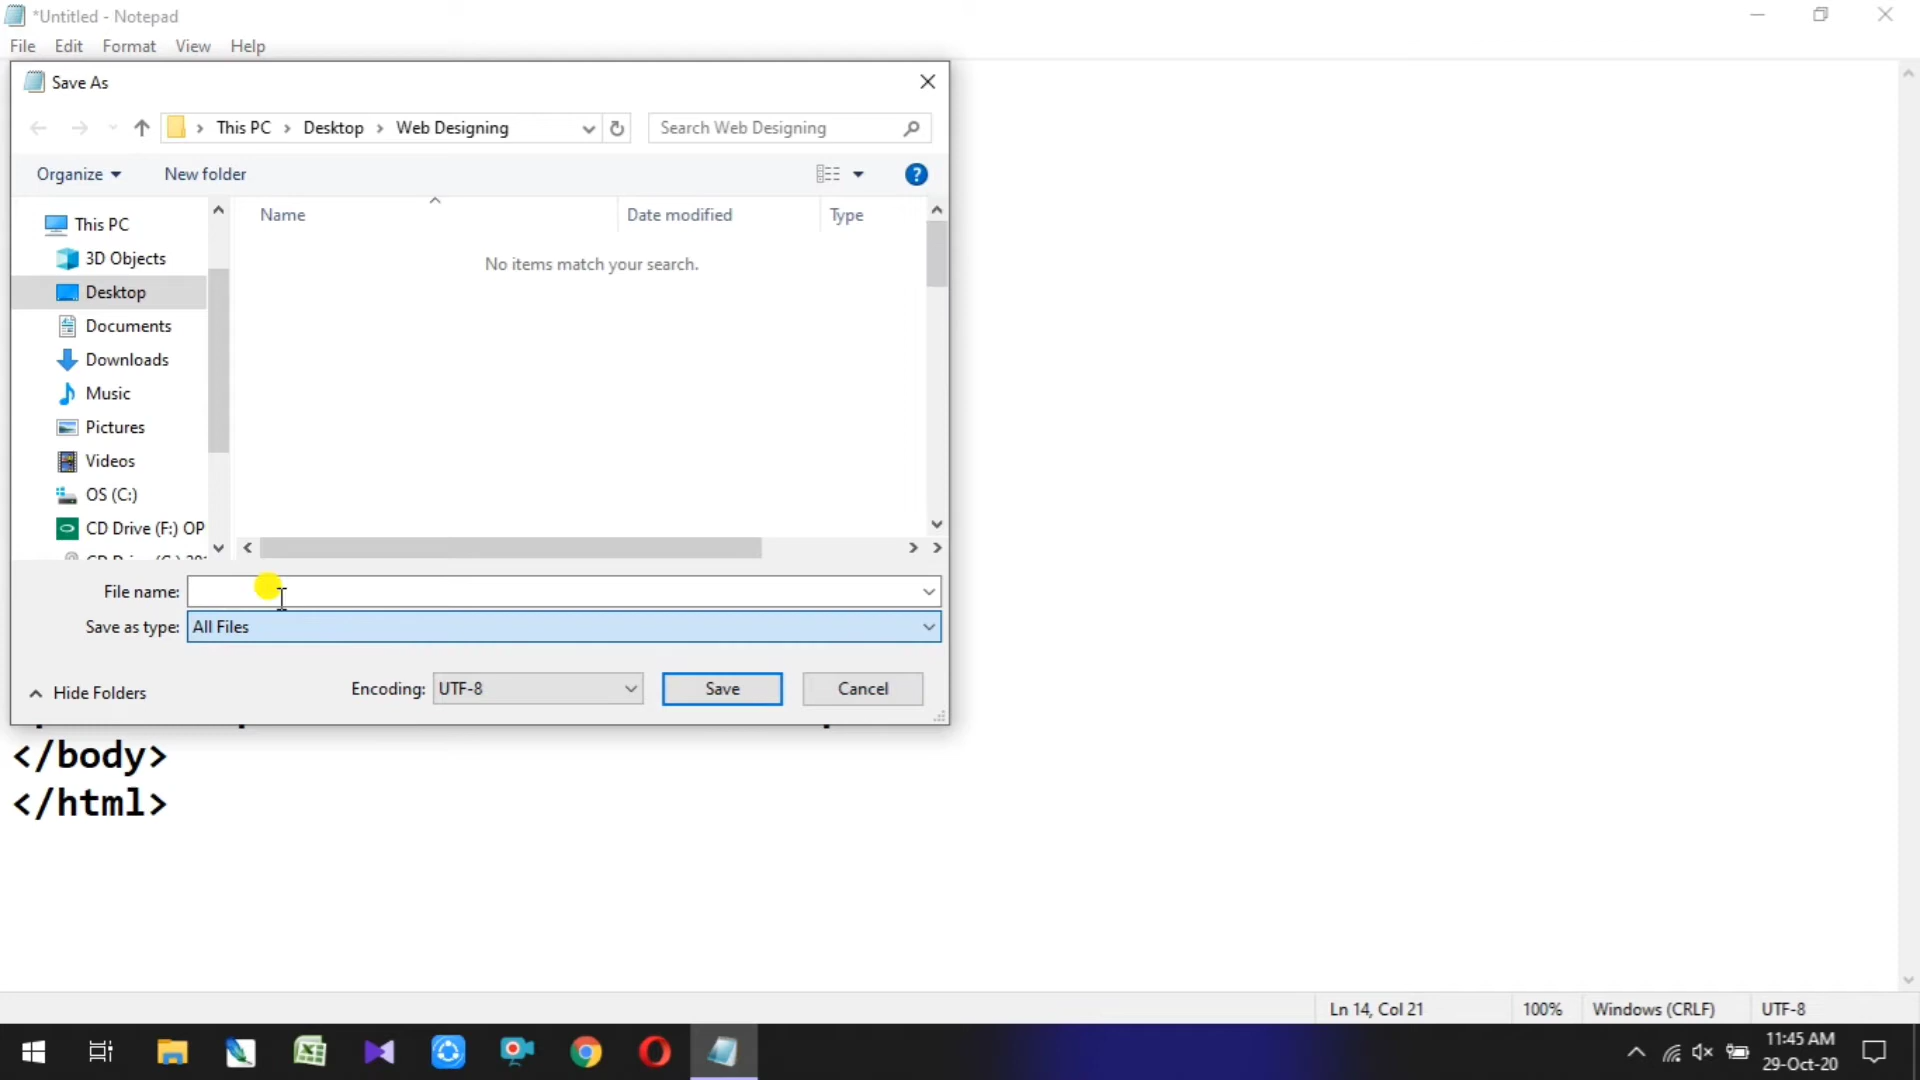 *Untitled - Notepad
File Edit Format View Help
Save As
This PC Desktop Web Designing
Search Web Designing
Organize New folder
Name Date modified Type
No items match your search.
This PC
3D Objects
Desktop
Documents
Downloads
Music
Pictures
Videos
OS (C:)
CD Drive (F:) OP
File name:
Save as type: All Files
Hide Folders
Encoding: UTF-8
Save
Cancel
</body>
</html>
Ln 14, Col 21
100%
Windows (CRLF)
UTF-8
11:45 AM
29-Oct-20